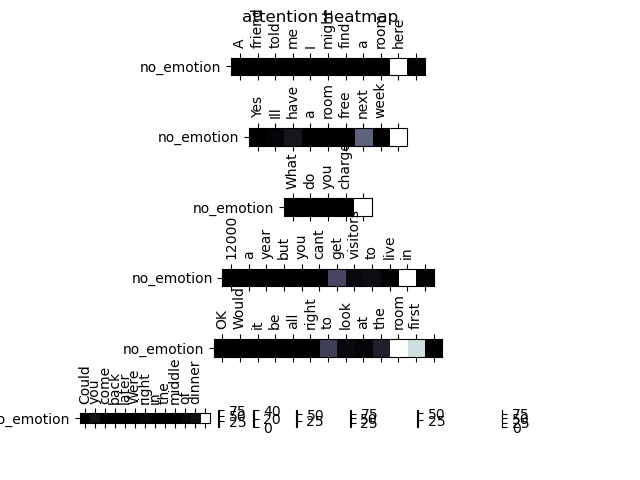 attention heatmap
A friend told me I might find a room here
no_emotion
Yes Ill have a room free next week
no_emotion
What do you charge
no_emotion
12000 a year but you cant get visitors to live in
no_emotion
OK Would it be all right to look at the room first
no_emotion
Could you come back later Were right in the middle of dinner
no_emotion
75 50 25
40 20 0
50 25
75 50 25
50 25
75 50 25 0